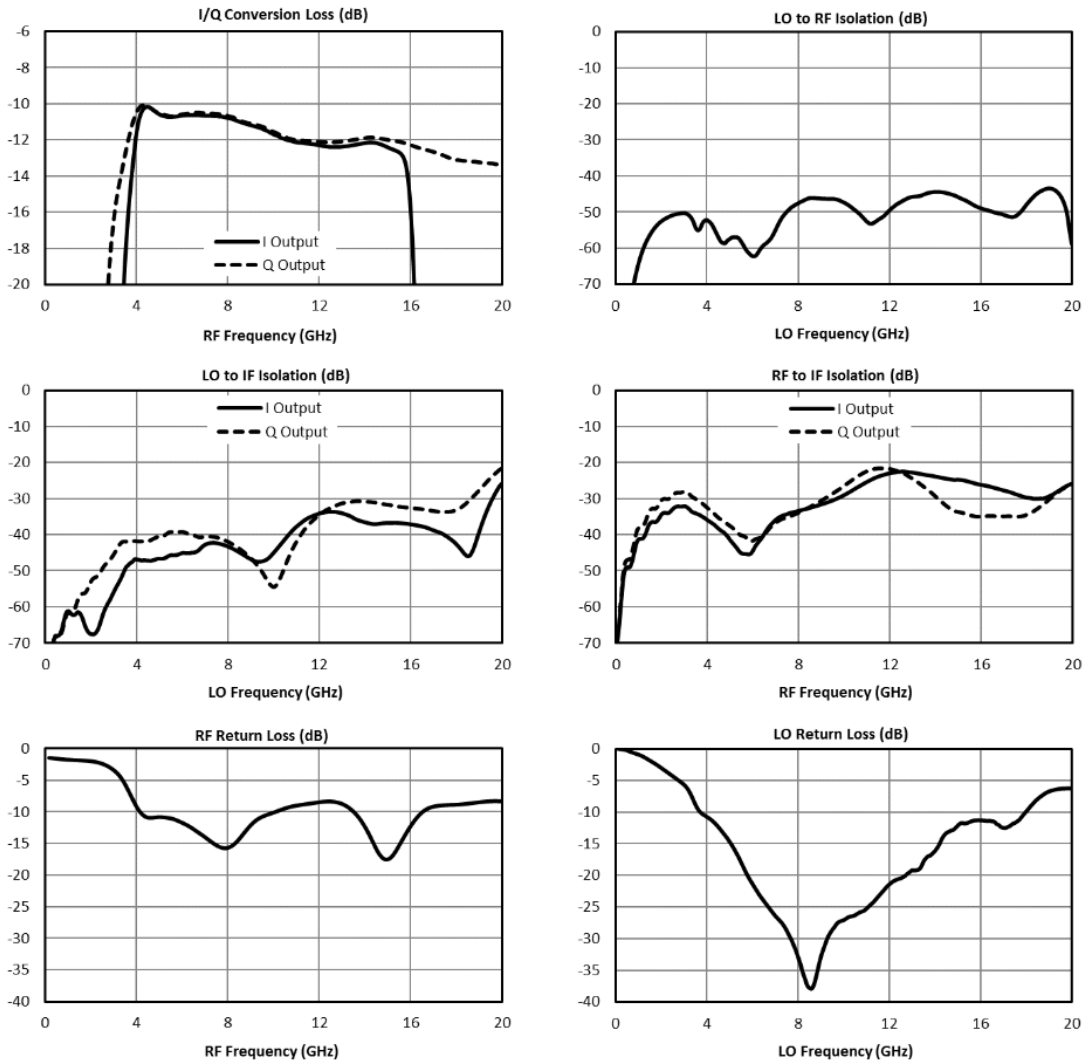 I/Q Conversion Loss (dB)
-6
-8
-10
-12
-14
-16
-18
-20
I Output
Q Output
0 4 8 12 16 20
RF Frequency (GHz)
LO to RF Isolation (dB)
0
-10
-20
-30
-40
-50
-60
-70
0 4 8 12 16 20
LO Frequency (GHz)
LO to IF Isolation (dB)
0
-10
-20
-30
-40
-50
-60
-70
I Output
Q Output
0 4 8 12 16 20
LO Frequency (GHz)
RF to IF Isolation (dB)
0
-10
-20
-30
-40
-50
-60
-70
I Output
Q Output
0 4 8 12 16 20
RF Frequency (GHz)
RF Return Loss (dB)
0
-5
-10
-15
-20
-25
-30
-35
-40
0 4 8 12 16 20
RF Frequency (GHz)
LO Return Loss (dB)
0
-5
-10
-15
-20
-25
-30
-35
-40
0 4 8 12 16 20
LO Frequency (GHz)